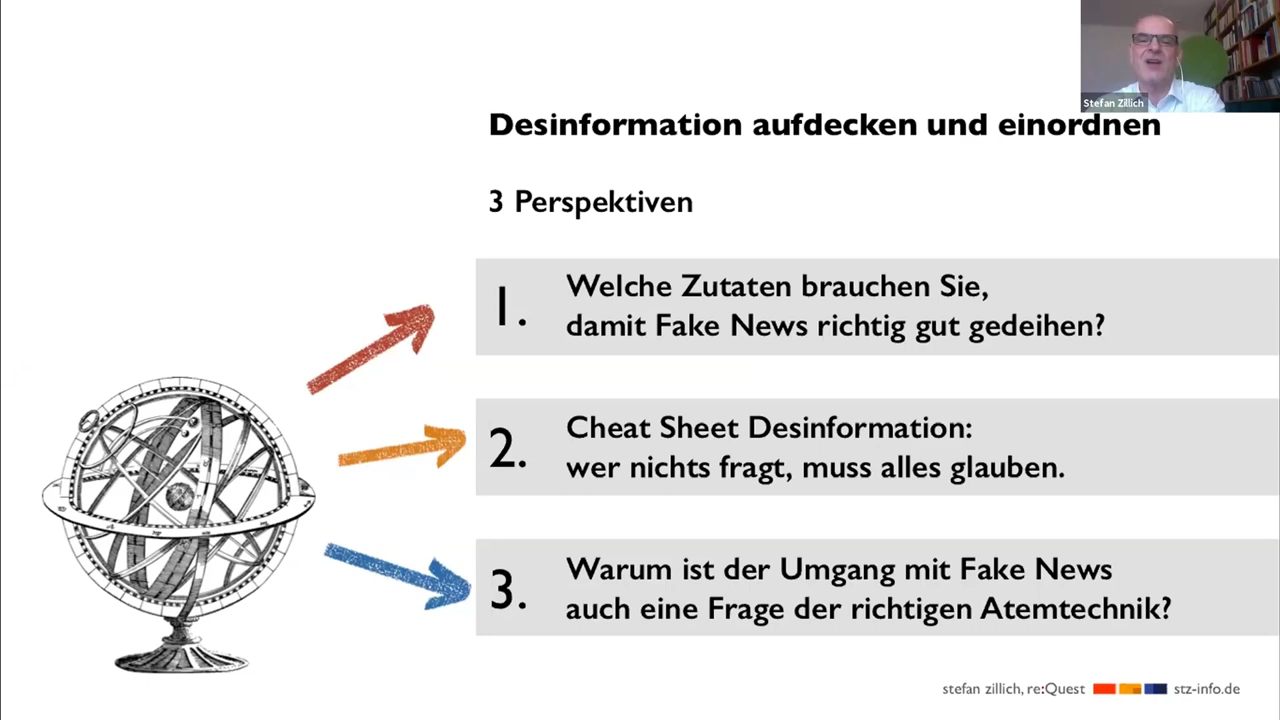 Stefan Zillich
Desinformation aufdecken und einordnen
3 Perspektiven
1. Welche Zutaten brauchen Sie,
damit Fake News richtig gut gedeihen?
2. Cheat Sheet Desinformation:
wer nichts fragt, muss alles glauben.
3. Warum ist der Umgang mit Fake News
auch eine Frage der richtigen Atemtechnik?
stefan zillich, re:Quest stz-info.de